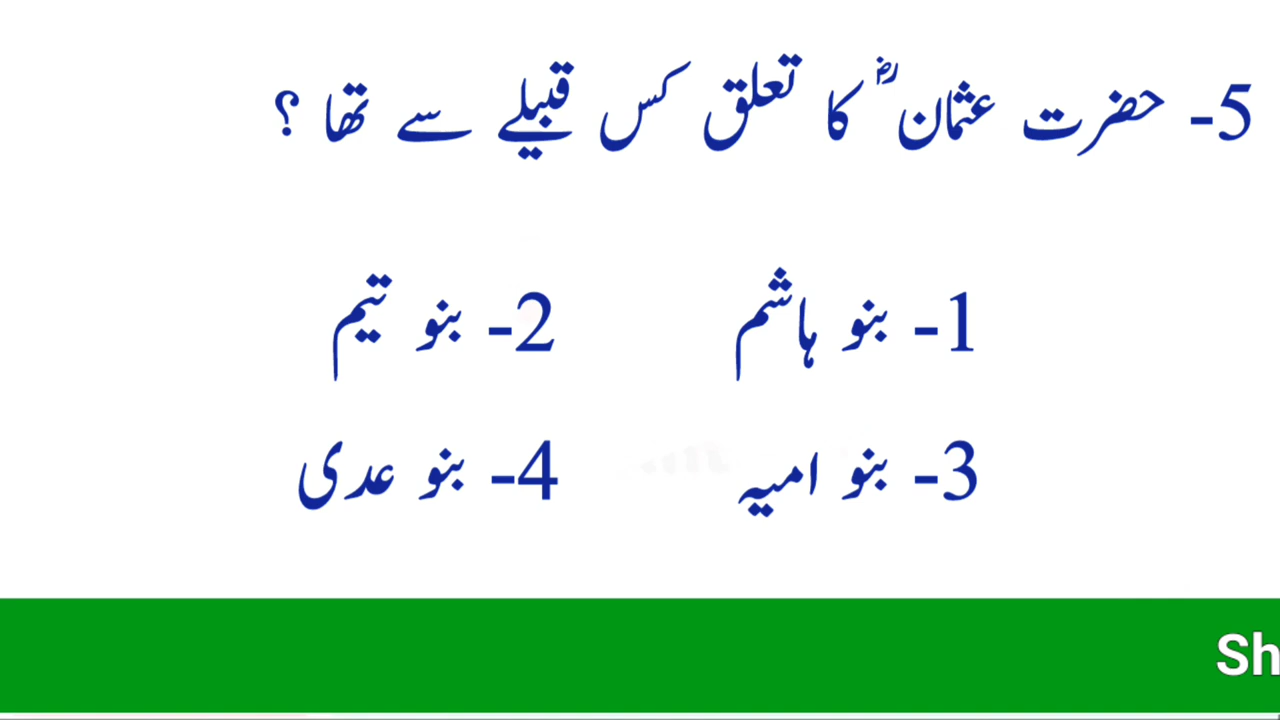 5- حضرت عثمانؓ کا تعلق کس قبیلے سے تھا ؟
1- بنو ہاشم 2- بنو تیم
3- بنو امیہ 4- بنو عدی
Sh